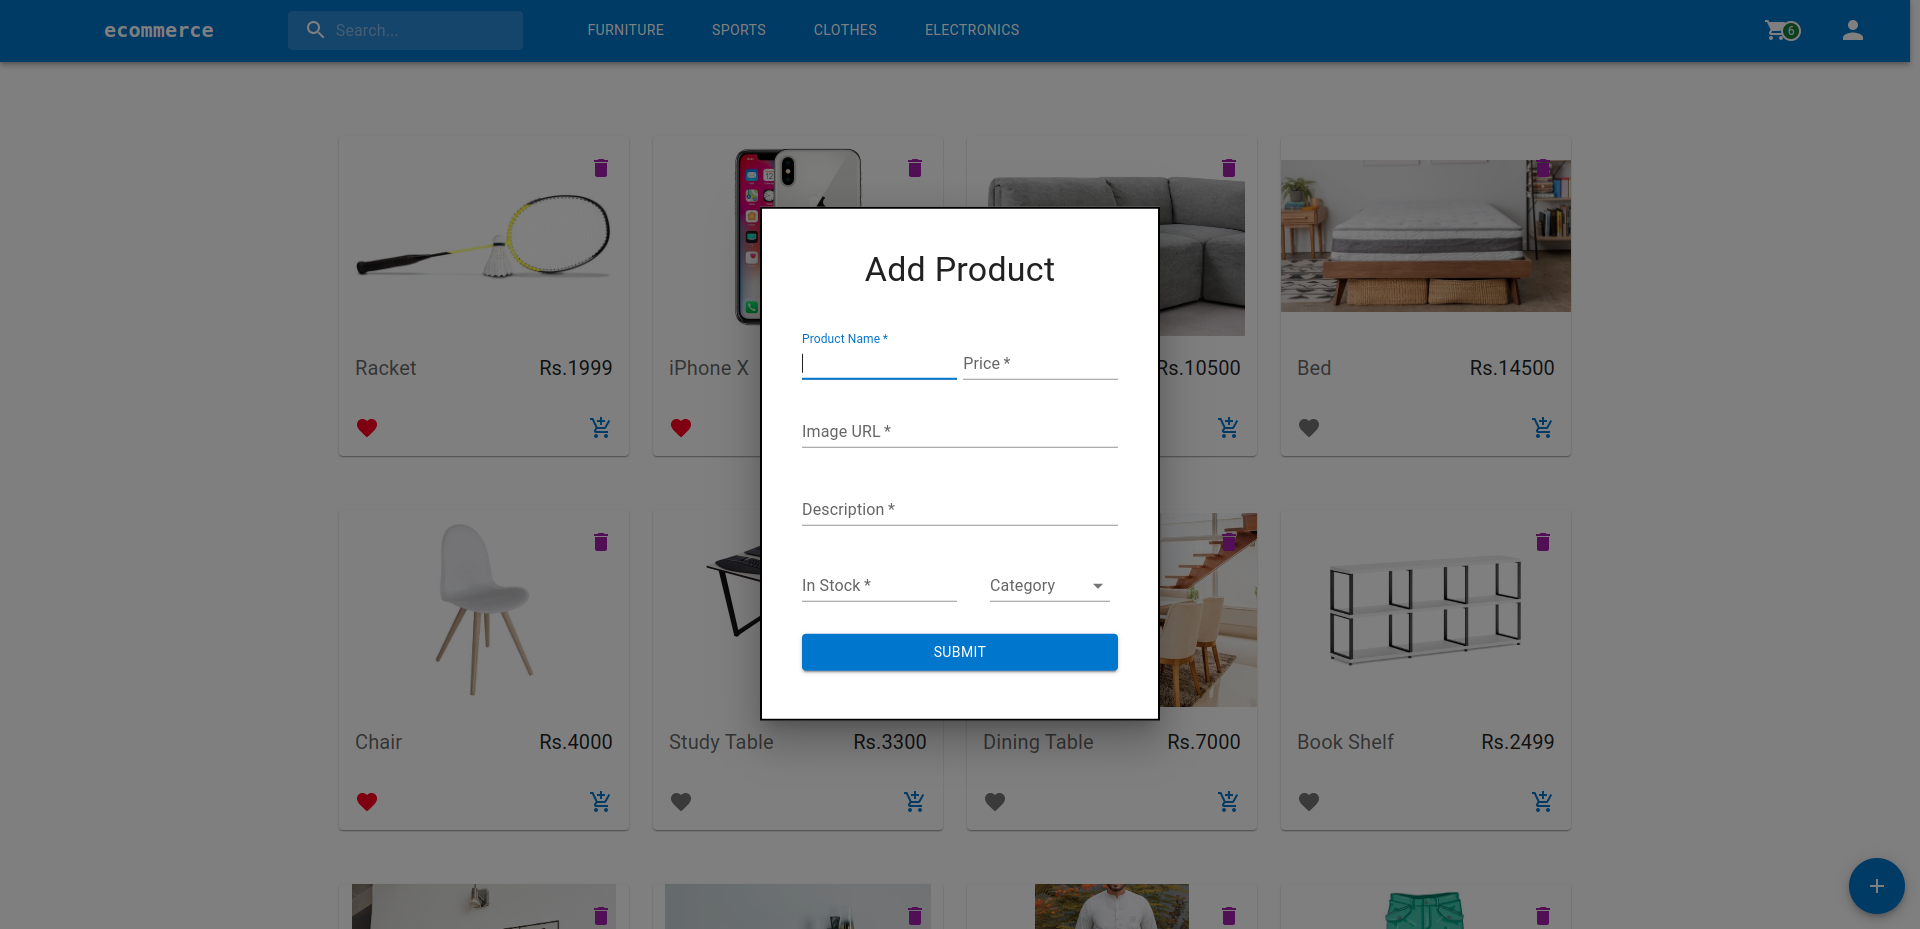 ecommerce Search... FURNITURE SPORTS CLOTHES ELECTRONICS 6
Add Product
Product Name *
Price *
Image URL *
Description *
In Stock * Category
SUBMIT
Racket Rs.1999 iPhone X Rs.10500 Bed Rs.14500
Chair Rs.4000 Study Table Rs.3300 Dining Table Rs.7000 Book Shelf Rs.2499